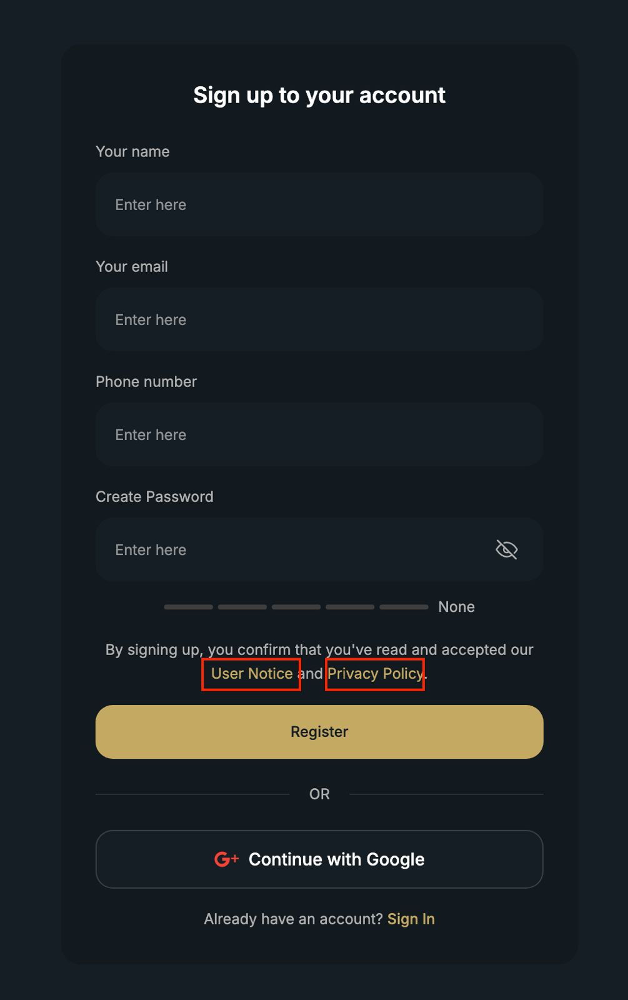 Sign up to your account
Your name
Enter here
Your email
Enter here
Phone number
Enter here
Create Password
Enter here
None
By signing up, you confirm that you've read and accepted our
User Notice and Privacy Policy.
Register
OR
G+ Continue with Google
Already have an account? Sign In